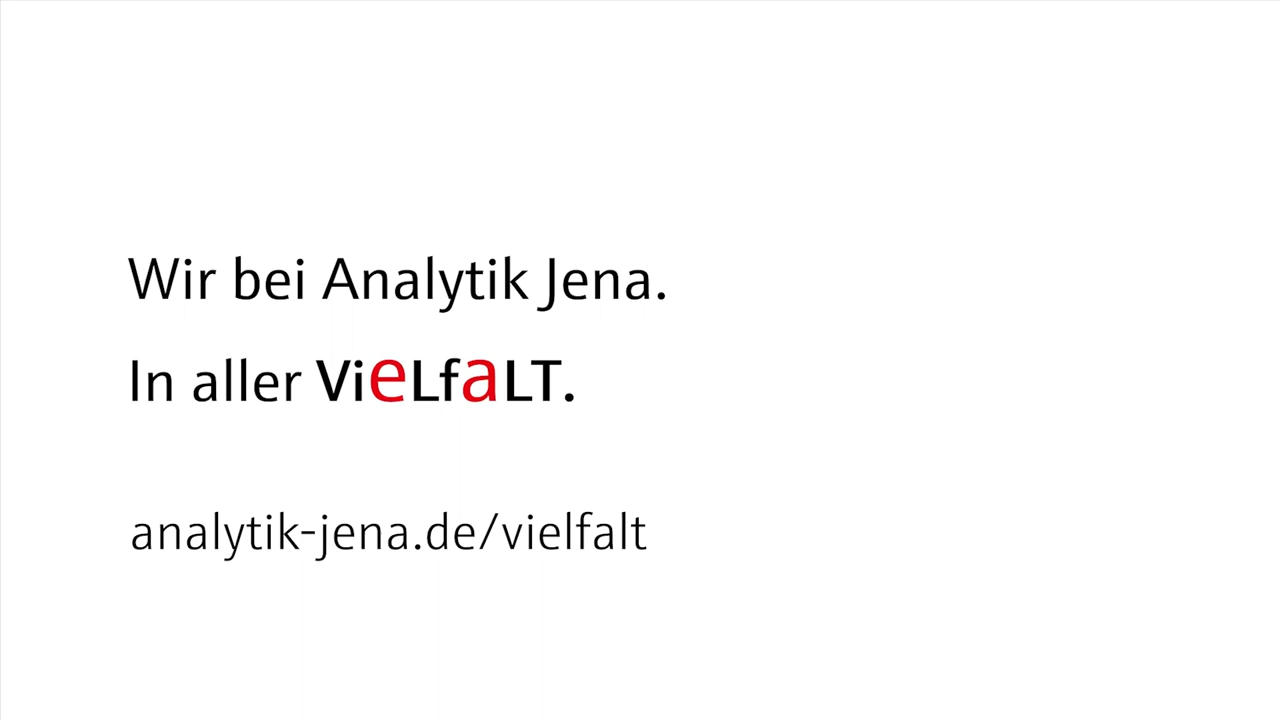 Wir bei Analytik Jena.
In aller VieLfaLT.
analytik-jena.de/vielfalt